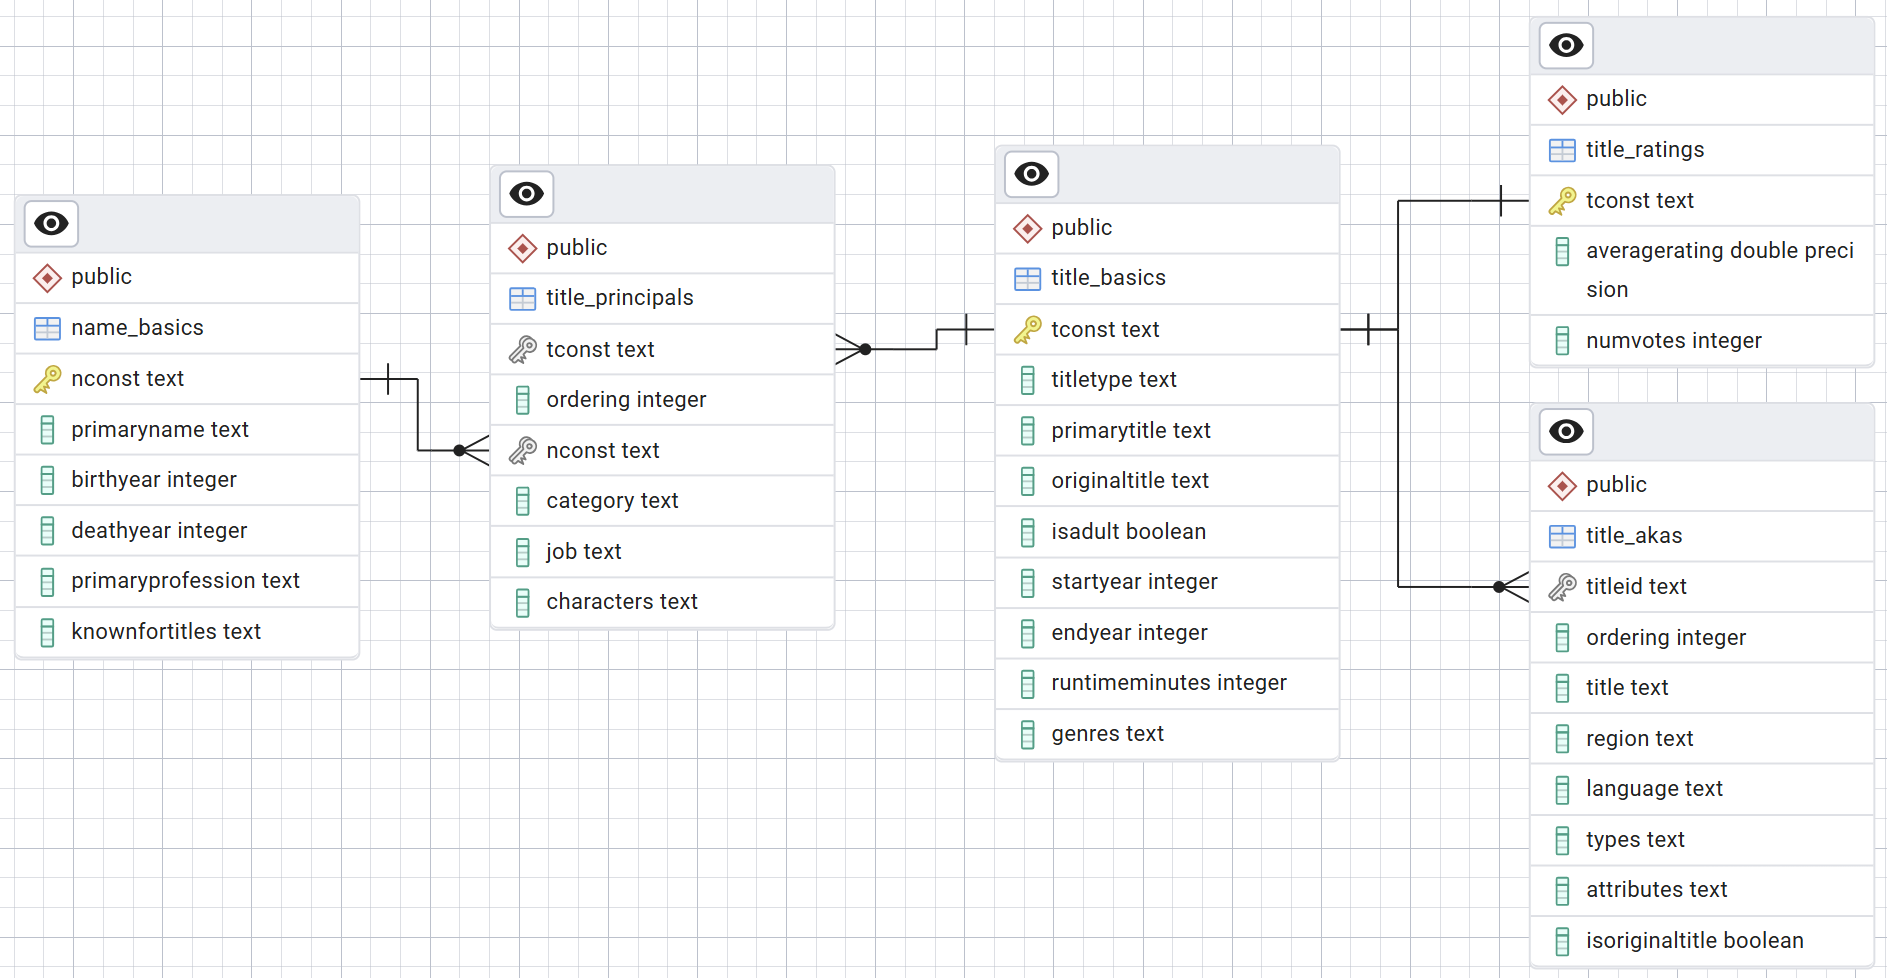 public
name_basics
nconst text
primaryname text
birthyear integer
deathyear integer
primaryprofession text
knownfortitles text
public
title_principals
tconst text
ordering integer
nconst text
category text
job text
characters text
public
title_basics
tconst text
titletype text
primarytitle text
originaltitle text
isadult boolean
startyear integer
endyear integer
runtimeminutes integer
genres text
public
title_ratings
tconst text
averagerating double preci
sion
numvotes integer
public
title_akas
titleid text
ordering integer
title text
region text
language text
types text
attributes text
isoriginaltitle boolean